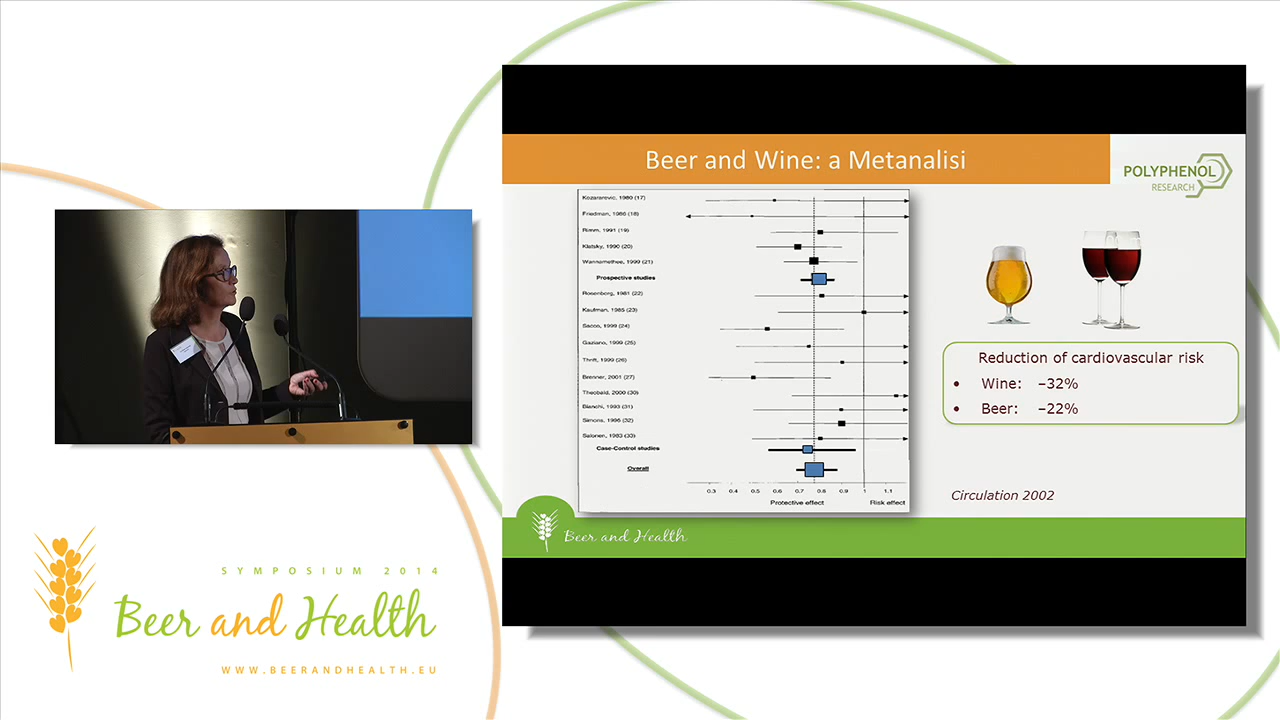 Beer and Wine: a Metanalisi
POLYPHENOL
RESEARCH
Kozararevic, 1980 (17)
Friedman, 1986 (18)
Rimm, 1991 (19)
Klatsky, 1990 (20)
Wannamethee, 1999 (21)
Prospective studies
Rosenberg, 1981 (22)
Kaufman, 1985 (23)
Sacco, 1999 (24)
Gaziano, 1999 (25)
Thrift, 1999 (26)
Brenner, 2001 (27)
Theobald, 2000 (30)
Bianchi, 1993 (31)
Simons, 1996 (32)
Salonen, 1983 (33)
Case-Control studies
Overall
0.3 0.4 0.5 0.6 0.7 0.8 0.9 1 1.1
Protective effect Risk effect
Reduction of cardiovascular risk
• Wine: –32%
• Beer: –22%
Circulation 2002
Beer and Health
SYMPOSIUM 2014
Beer and Health
WWW.BEERANDHEALTH.EU